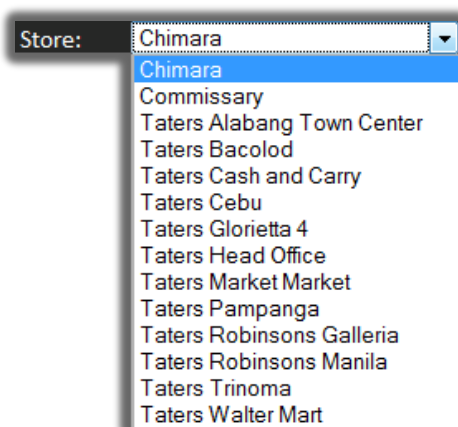 Store: Chimara
Chimara
Commissary
Taters Alabang Town Center
Taters Bacolod
Taters Cash and Carry
Taters Cebu
Taters Glorietta 4
Taters Head Office
Taters Market Market
Taters Pampanga
Taters Robinsons Galleria
Taters Robinsons Manila
Taters Trinoma
Taters Walter Mart